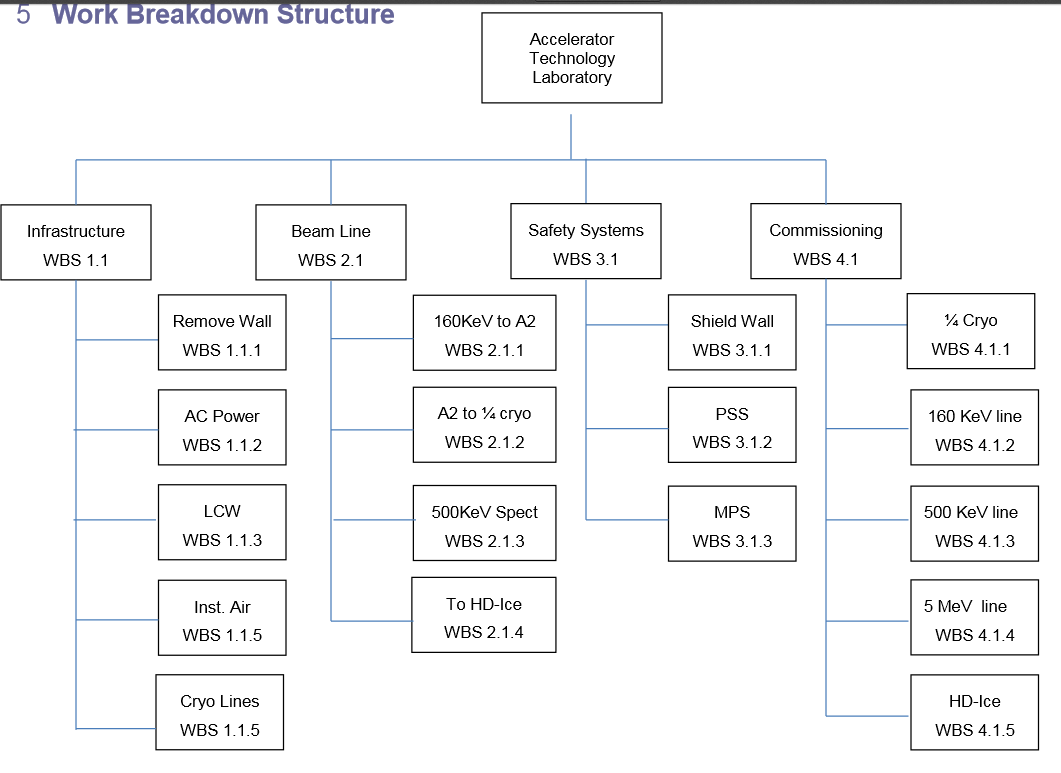 5 Work Breakdown Structure
Accelerator
Technology
Laboratory
Infrastructure
WBS 1.1
Beam Line
WBS 2.1
Safety Systems
WBS 3.1
Commissioning
WBS 4.1
Remove Wall
WBS 1.1.1
160KeV to A2
WBS 2.1.1
Shield Wall
WBS 3.1.1
¼ Cryo
WBS 4.1.1
AC Power
WBS 1.1.2
A2 to ¼ cryo
WBS 2.1.2
PSS
WBS 3.1.2
160 KeV line
WBS 4.1.2
LCW
WBS 1.1.3
500KeV Spect
WBS 2.1.3
MPS
WBS 3.1.3
500 KeV line
WBS 4.1.3
Inst. Air
WBS 1.1.5
To HD-Ice
WBS 2.1.4
5 MeV line
WBS 4.1.4
Cryo Lines
WBS 1.1.5
HD-Ice
WBS 4.1.5